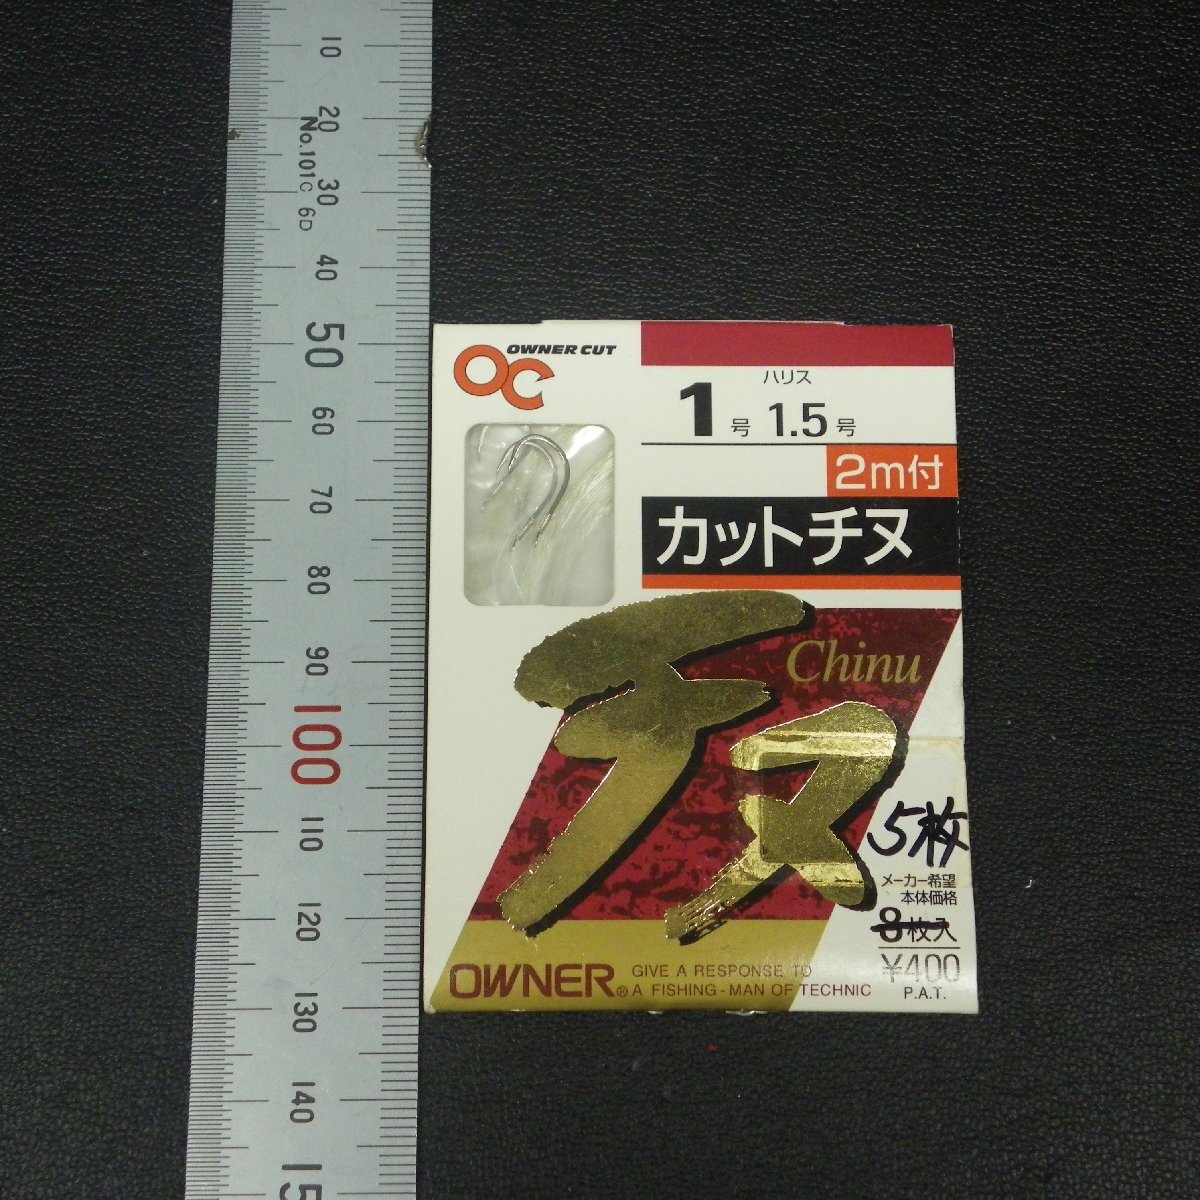 10
20
No.101C 6D
30
40
50
60
70
80
90
100
110
120
130
140
15
OWNER CUT
OC
ハリス
1号 1.5号
2m付
カットチヌ
Chinu
チヌ
5枚
メーカー希望
本体価格
8枚入
¥400
P.A.T.
OWNER®
GIVE A RESPONSE TO
A FISHING-MAN OF TECHNIC